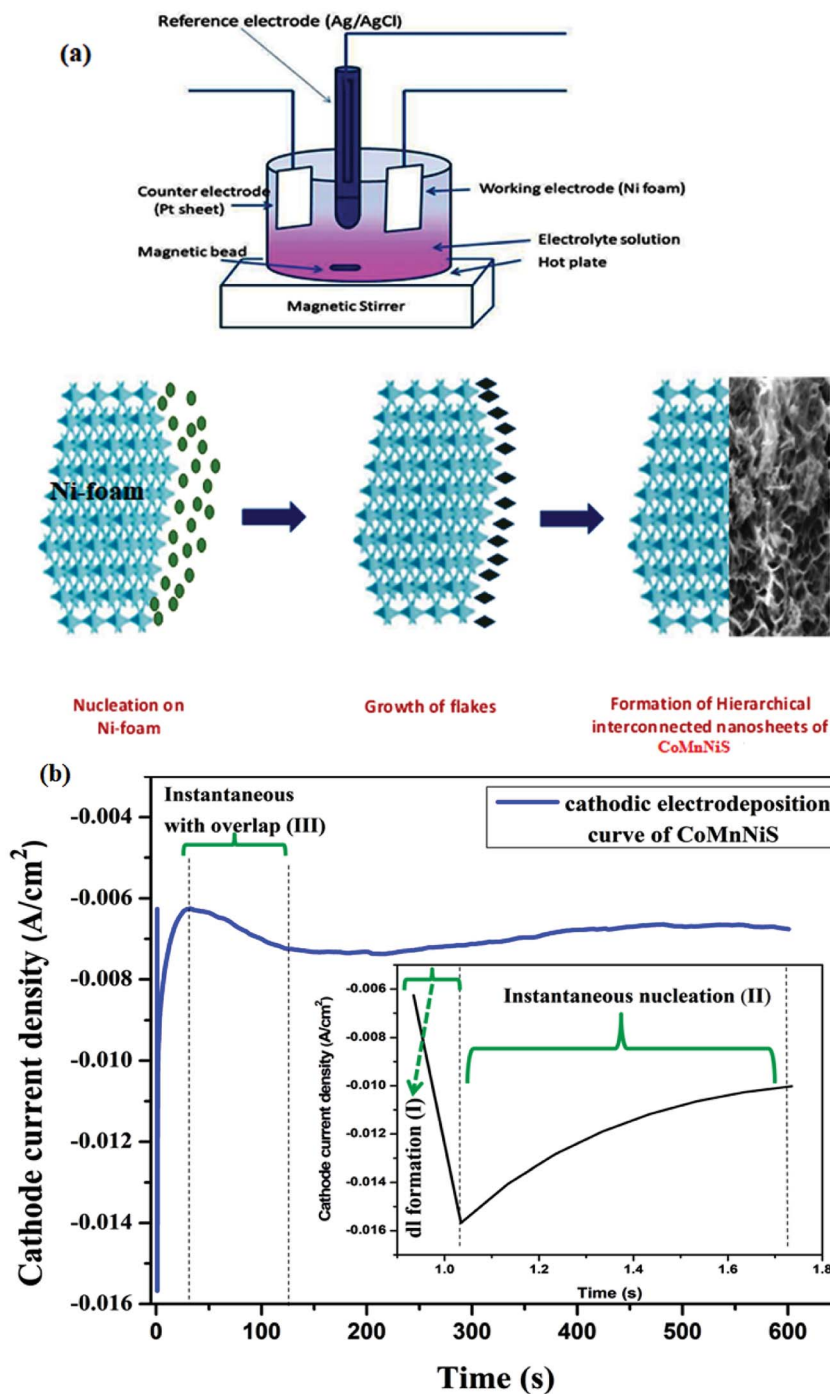 Reference electrode (Ag/AgCl)
(a)
Counter electrode
(Pt sheet)
Working electrode (Ni foam)
Electrolyte solution
Magnetic bead
Hot plate
Magnetic Stirrer
Ni-foam
Nucleation on
Ni-foam
Growth of flakes
Formation of Hierarchical
interconnected nanosheets of
CoMnNiS
(b)
Instantaneous
with overlap (III)
cathodic electrodeposition
curve of CoMnNiS
Cathode current density (A/cm²)
-0.004
-0.006
-0.008
-0.010
-0.012
-0.014
-0.016
0
100
200
300
400
500
600
Time (s)
Instantaneous nucleation (II)
dl formation (I)
Cathode current density (A/cm²)
-0.006
-0.008
-0.010
-0.012
-0.014
-0.016
1.0
1.2
1.4
1.6
1.8
Time (s)